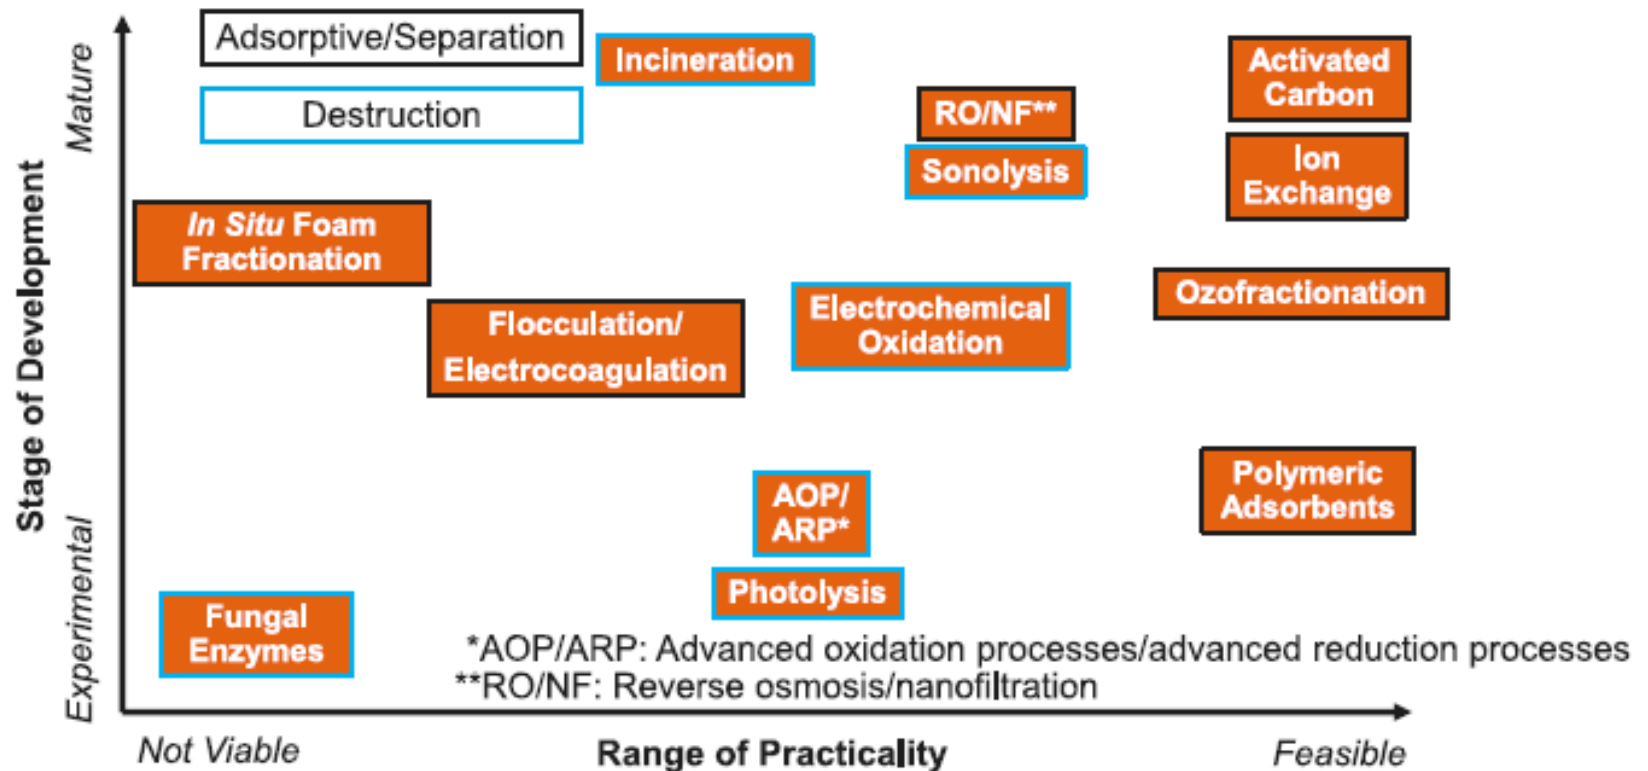 Adsorptive/Separation
Destruction
Incineration
Activated
Carbon
RO/NF**
Sonolysis
Ion
Exchange
In Situ Foam
Fractionation
Ozofractionation
Flocculation/
Electrocoagulation
Electrochemical
Oxidation
Polymeric
Adsorbents
AOP/
ARP*
Photolysis
Fungal
Enzymes
*AOP/ARP: Advanced oxidation processes/advanced reduction processes
**RO/NF: Reverse osmosis/nanofiltration
Mature
Stage of Development
Experimental
Not Viable
Range of Practicality
Feasible